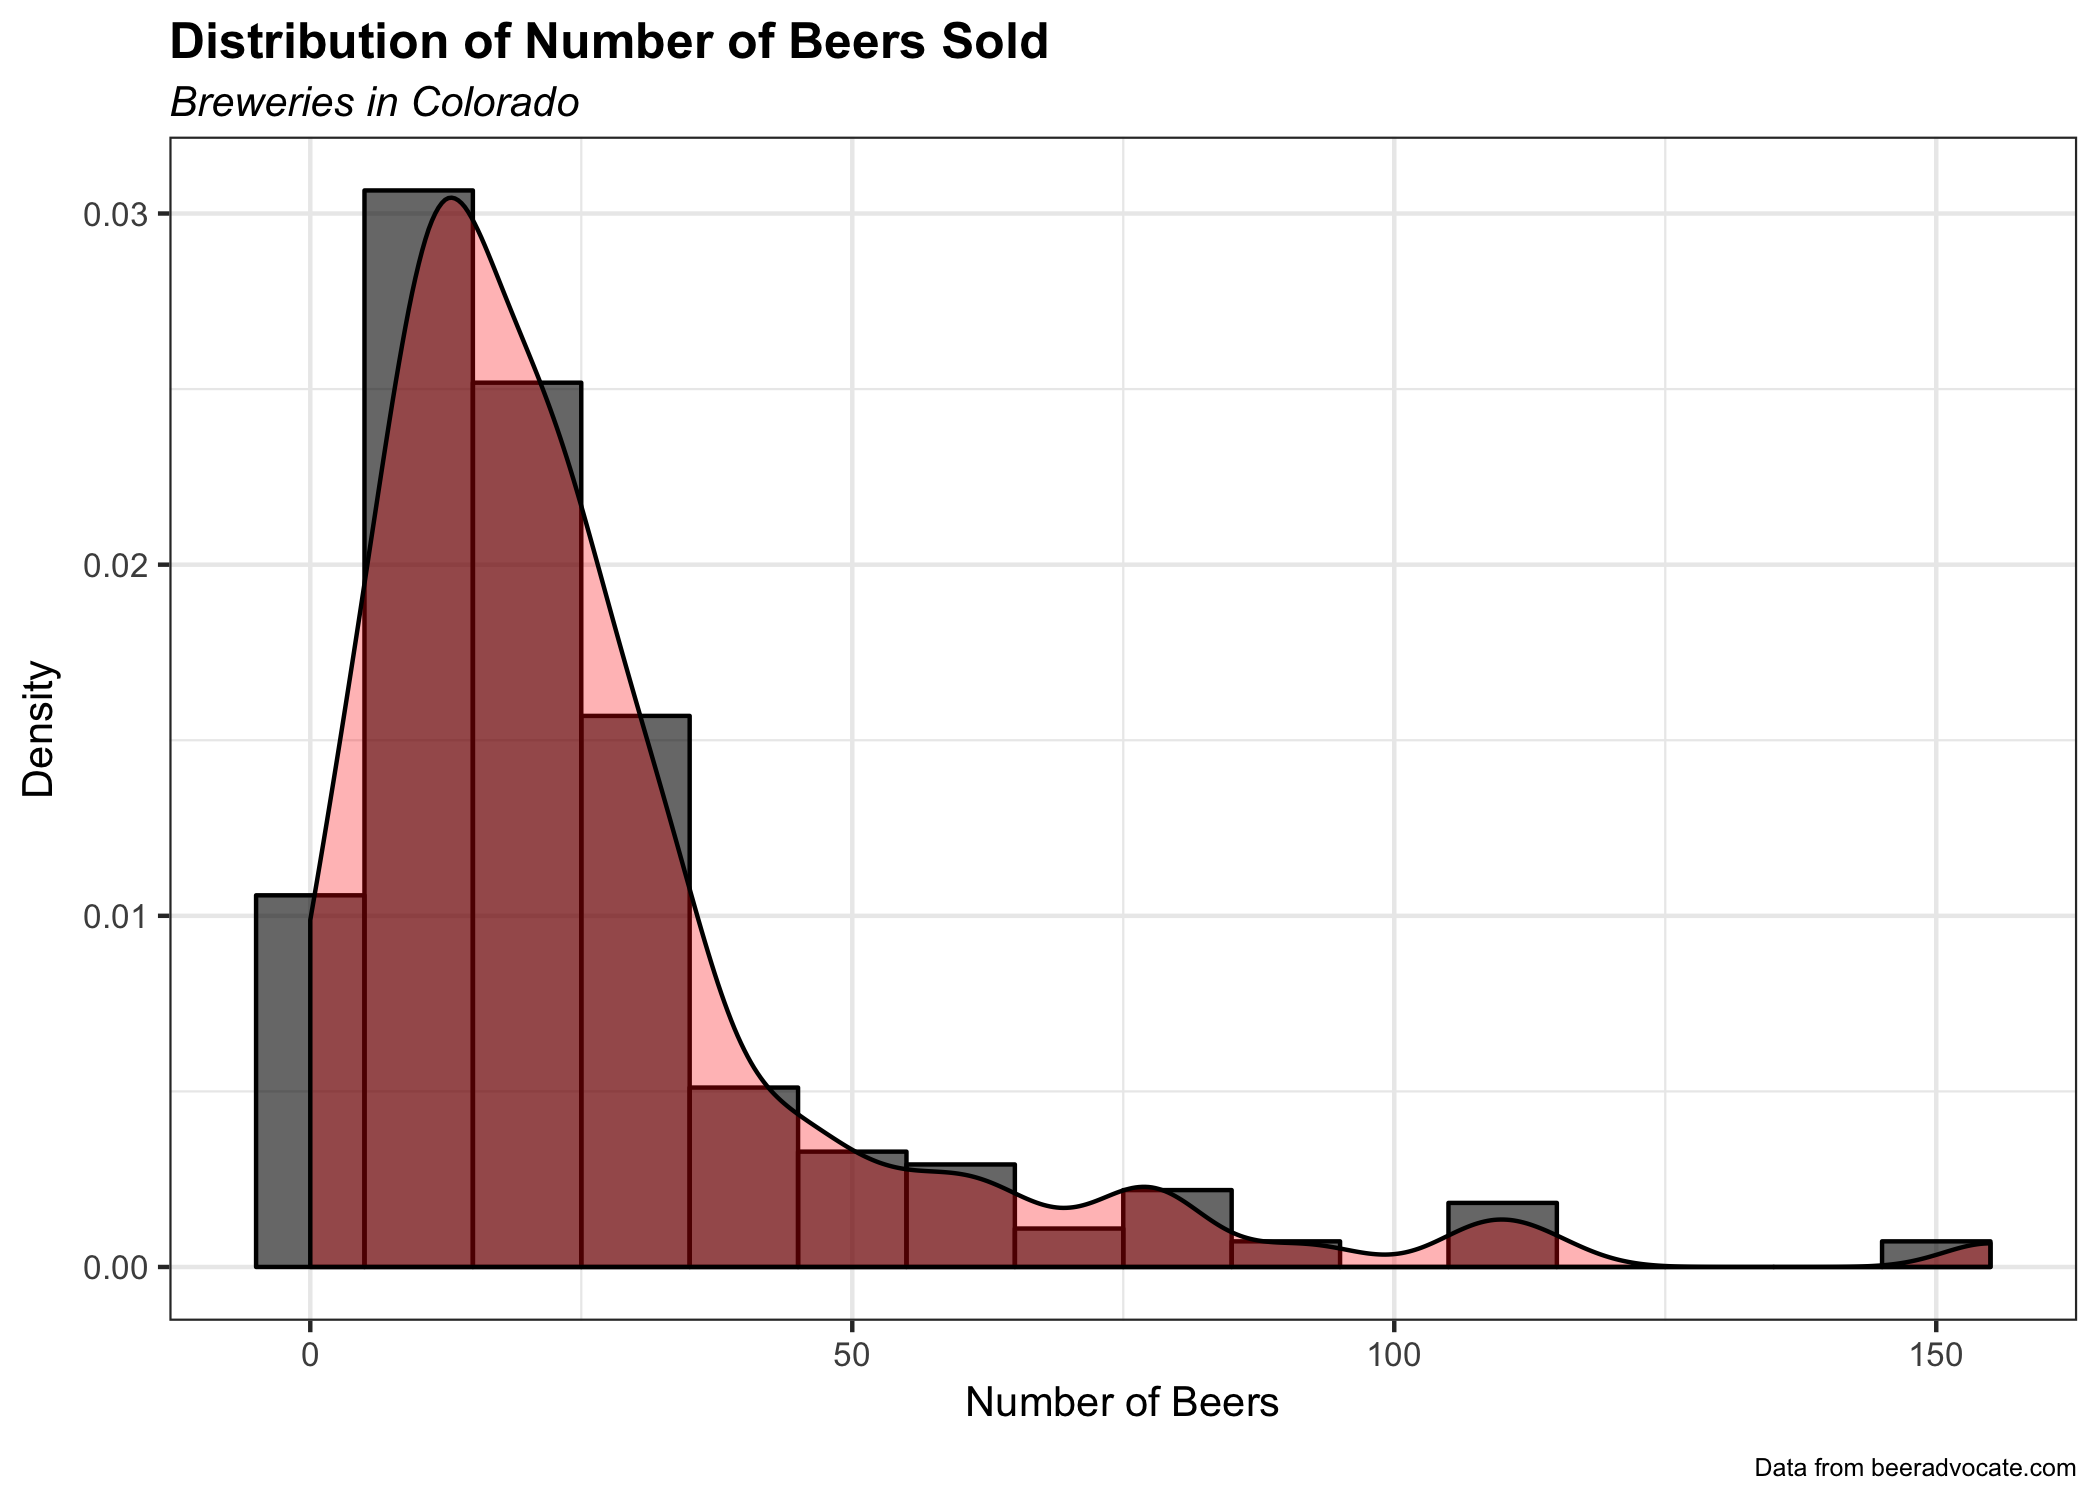 Distribution of Number of Beers Sold
Breweries in Colorado
0.03
0.02
0.01
0.00
Density
0 50 100 150
Number of Beers
Data from beeradvocate.com